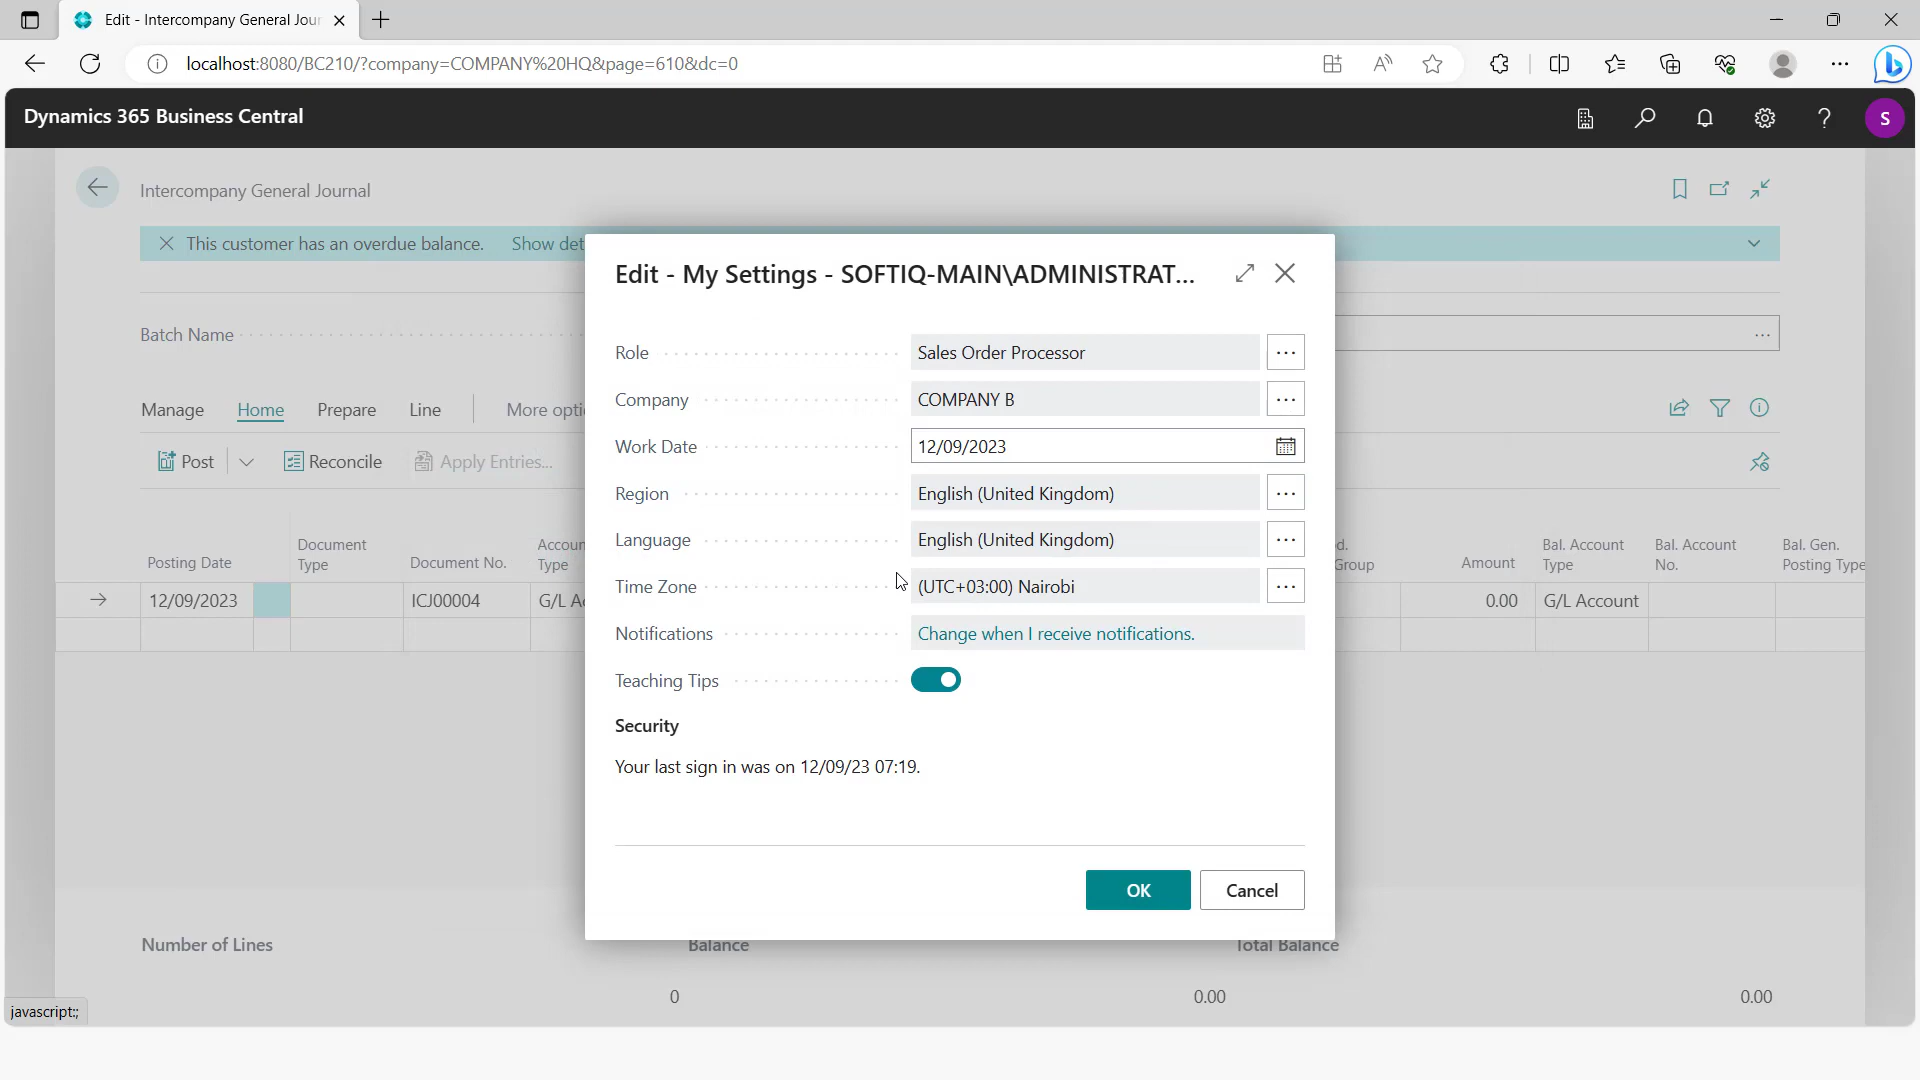 Edit - Intercompany General Jour
localhost:8080/BC210/?company=COMPANY%20HQ&page=610&dc=0
Dynamics 365 Business Central
S
Intercompany General Journal
This customer has an overdue balance. Show det
Batch Name
Manage Home Prepare Line More opti
Post Reconcile Apply Entries...
Posting Date Document Type Document No. Accoun Type d. Group Amount Bal. Account Type Bal. Account No. Bal. Gen. Posting Type
12/09/2023 ICJ00004 G/L A 0.00 G/L Account
Number of Lines Balance Total Balance
0 0.00 0.00
javascript:;
Edit - My Settings - SOFTIQ-MAIN\ADMINISTRAT...
Role Sales Order Processor
Company COMPANY B
Work Date 12/09/2023
Region English (United Kingdom)
Language English (United Kingdom)
Time Zone (UTC+03:00) Nairobi
Notifications Change when I receive notifications.
Teaching Tips
Security
Your last sign in was on 12/09/23 07:19.
OK Cancel